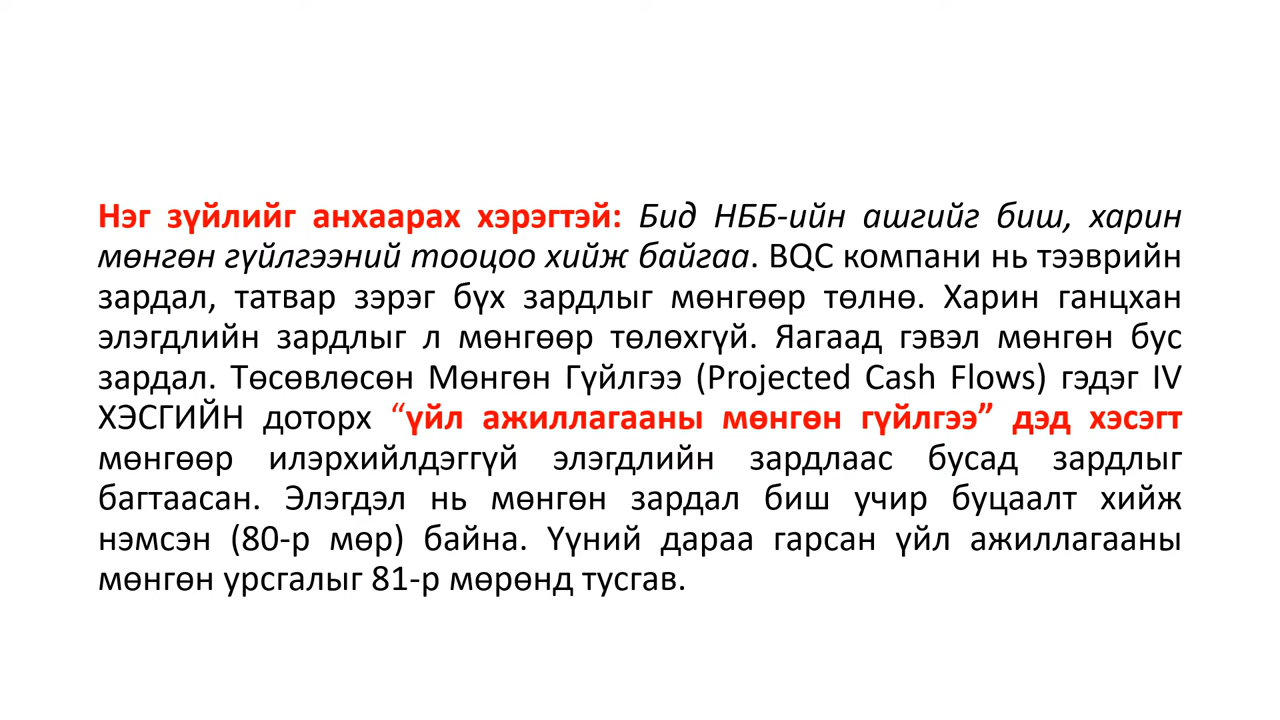 Нэг зүйлийг анхаарах хэрэгтэй: Бид НББ-ийн ашгийг биш, харин
мөнгөн гүйлгээний тооцоо хийж байгаа. BQC компани нь тээврийн
зардал, татвар зэрэг бүх зардлыг мөнгөөр төлнө. Харин ганцхан
элэгдлийн зардлыг л мөнгөөр төлөхгүй. Яагаад гэвэл мөнгөн бус
зардал. Төсөвлөсөн Мөнгөн Гүйлгээ (Projected Cash Flows) гэдэг IV
ХЭСГИЙН доторх “үйл ажиллагааны мөнгөн гүйлгээ” дэд хэсэгт
мөнгөөр илэрхийлдэггүй элэгдлийн зардлаас бусад зардлыг
багтаасан. Элэгдэл нь мөнгөн зардал биш учир буцаалт хийж
нэмсэн (80-р мөр) байна. Үүний дараа гарсан үйл ажиллагааны
мөнгөн урсгалыг 81-р мөрөнд тусгав.